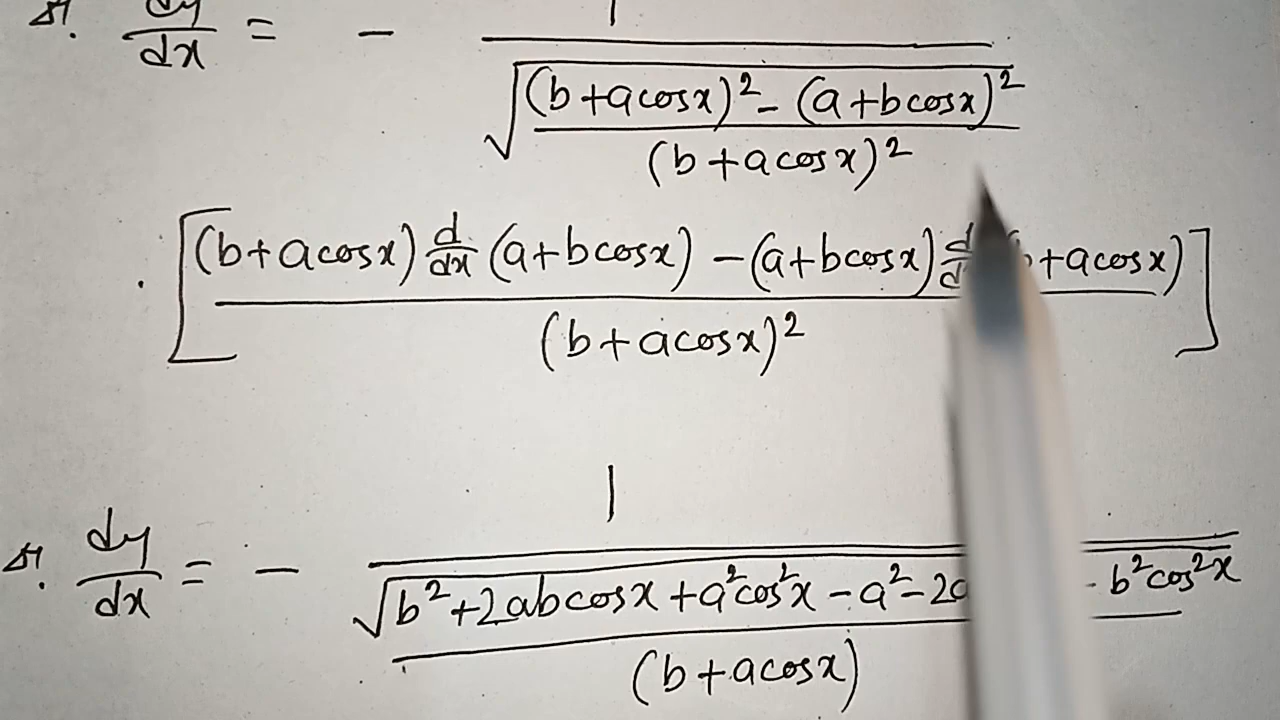 या. dy/dx = - 1/√(((b+acosx)² - (a+bcosx)²)/(b+acosx)²)
. [((b+acosx) d/dx (a+bcosx) - (a+bcosx) d/d +acosx))/(b+acosx)²]
या. dy/dx = - 1/(√(b²+2abcosx+a²cos²x-a²-2a - b²cos²x)/(b+acosx))